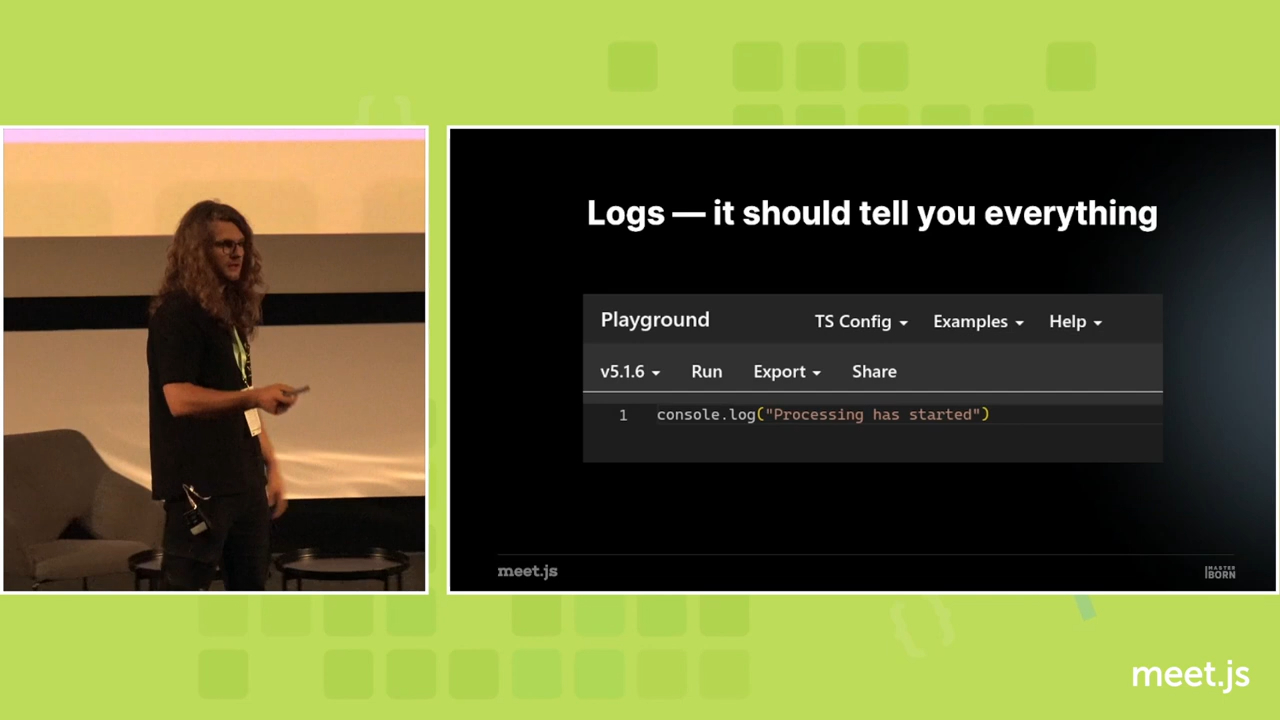 Logs — it should tell you everything
Playground TS Config Examples Help
v5.1.6 Run Export Share
1 console.log("Processing has started")
meet.js
MASTER
BORN
meet.js